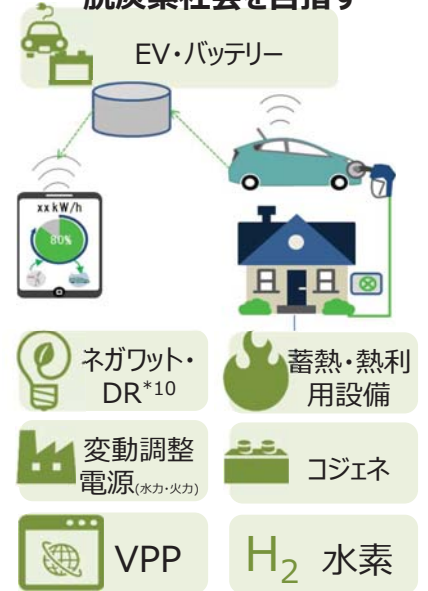 脱炭素社会を目指す
EV・バッテリー
xxkW/h
80%
ネガワット・
DR*10
蓄熱・熱利
用設備
変動調整
電源(水力・火力)
コジェネ
VPP
H2 水素